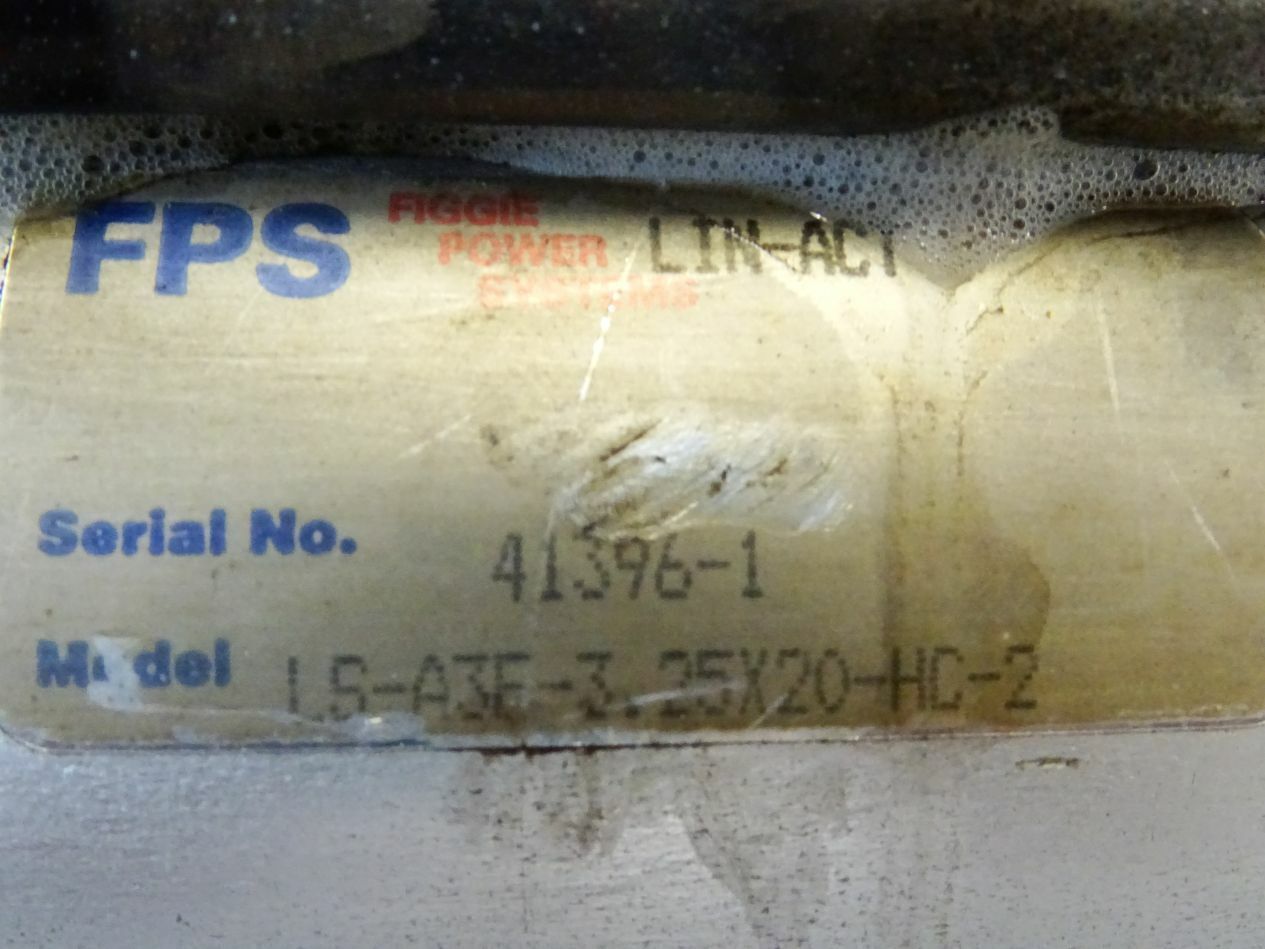 FPS FIGGIE POWER SYSTEMS LIN-ACT
Serial No. 41396-1
Model LS-A3E-3.25X20-HC-2